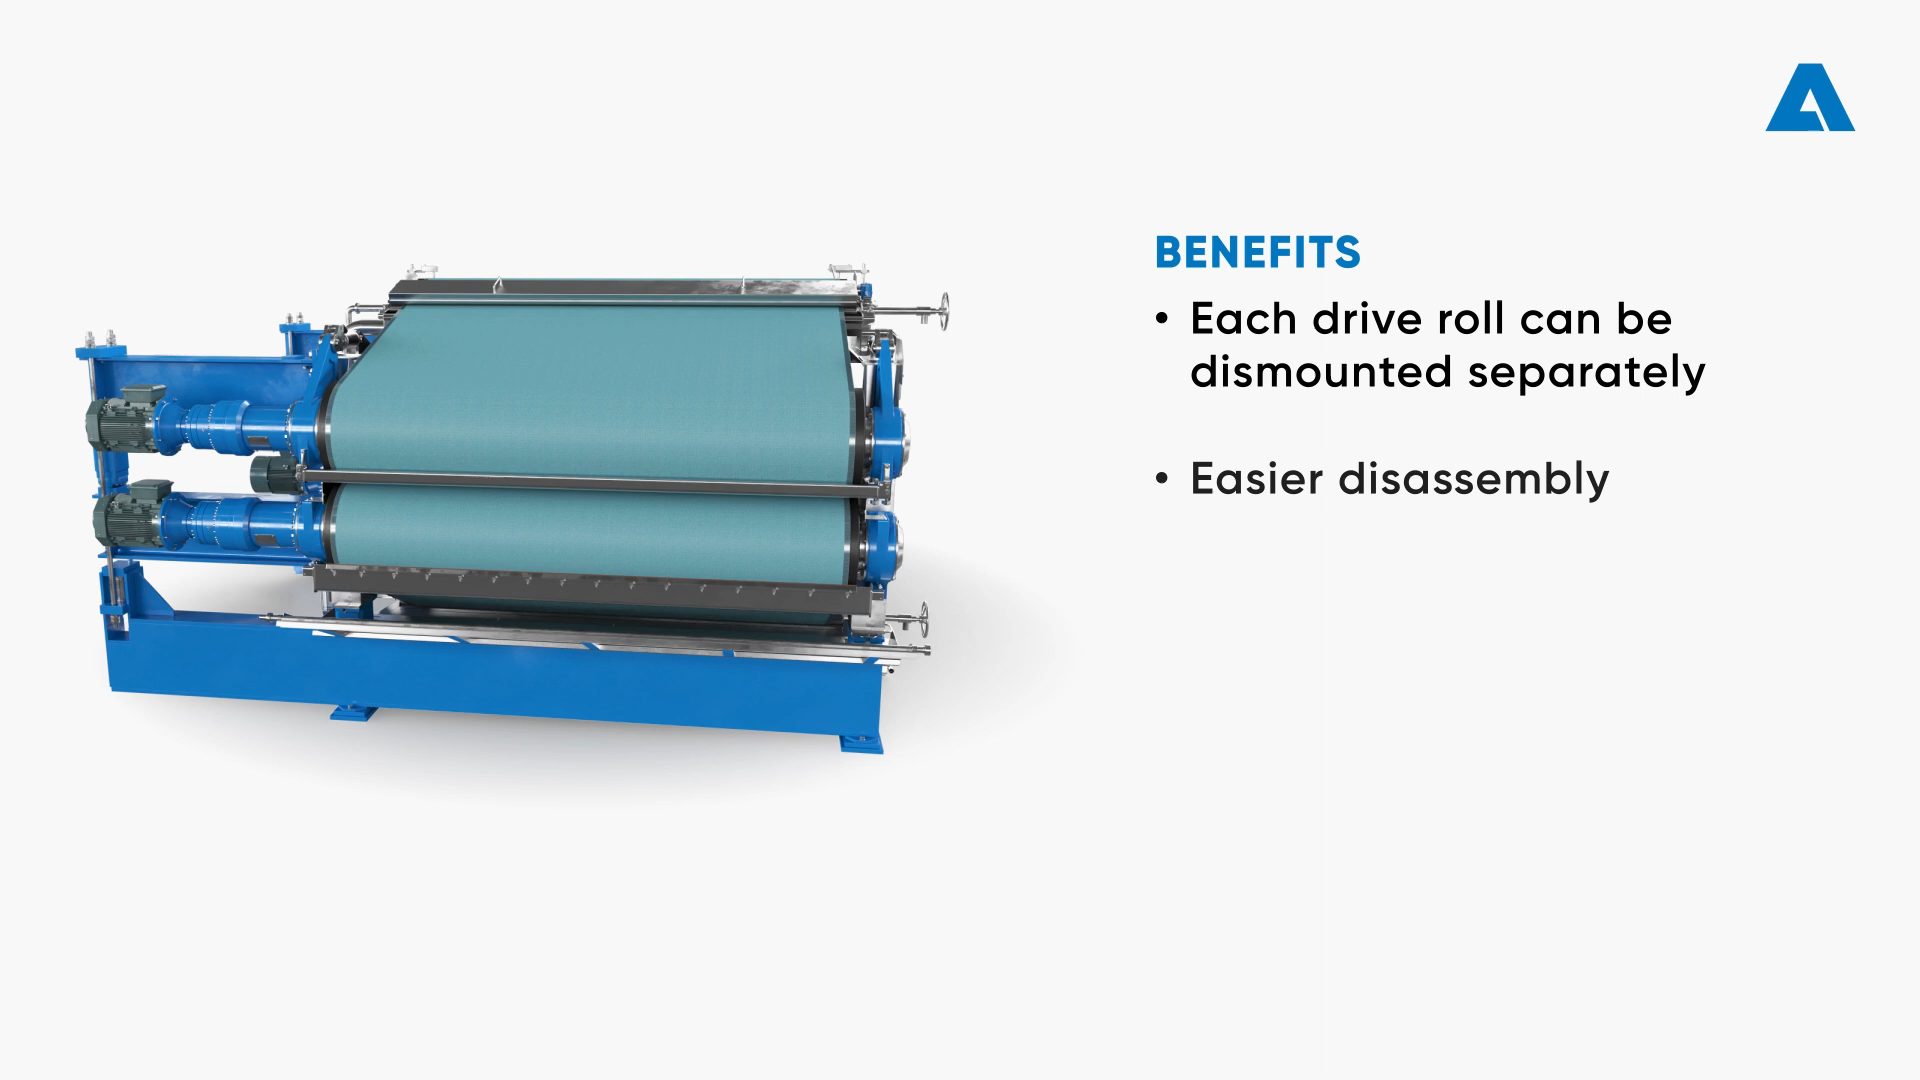 BENEFITS
• Each drive roll can be
dismounted separately
• Easier disassembly